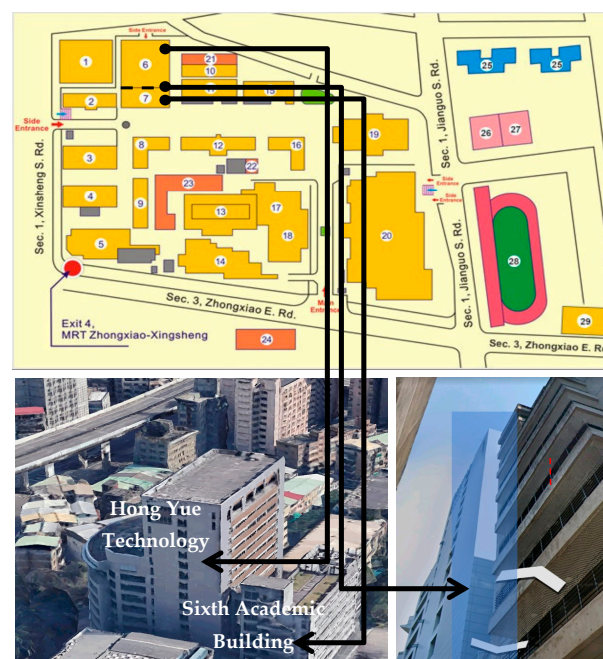 Side Entrance
1
6
21
10
11
15
25
25
Sec. 1, Jianguo S. Rd.
2
7
Side
Entrance
26
27
19
3
8
12
16
22
Sec. 1, Xinsheng S. Rd.
4
9
23
13
17
18
Side
Entrance
Side
Entrance
20
28
Sec. 1, Jianguo S. Rd.
5
14
Main
Entrance
Sec. 3, Zhongxiao E. Rd.
Exit 4,
MRT Zhongxiao-Xingsheng
24
29
Sec. 3, Zhongxiao E. Rd
Hong Yue
Technology
Sixth Academic
Building